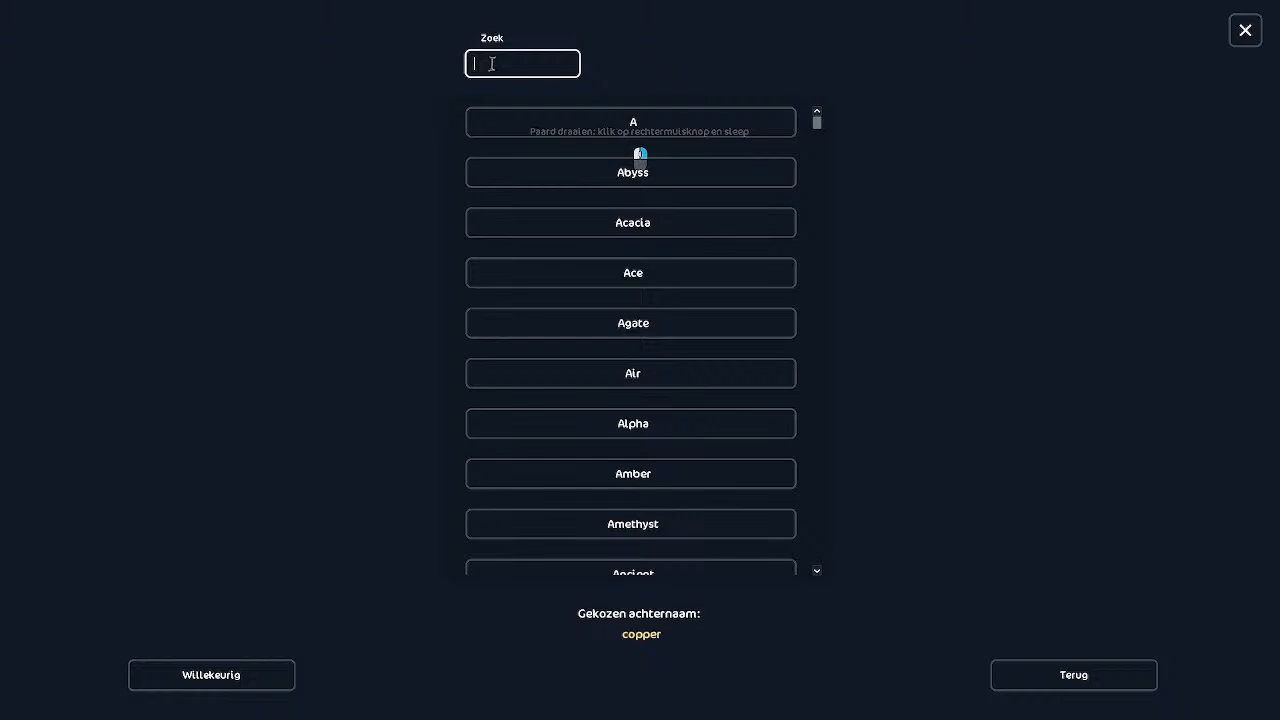 Zoek
A
Paard draaien: klik op rechtermuisknop en sleep
Abyss
Acacia
Ace
Agate
Air
Alpha
Amber
Amethyst
Ancient
Gekozen achternaam:
copper
Willekeurig
Terug